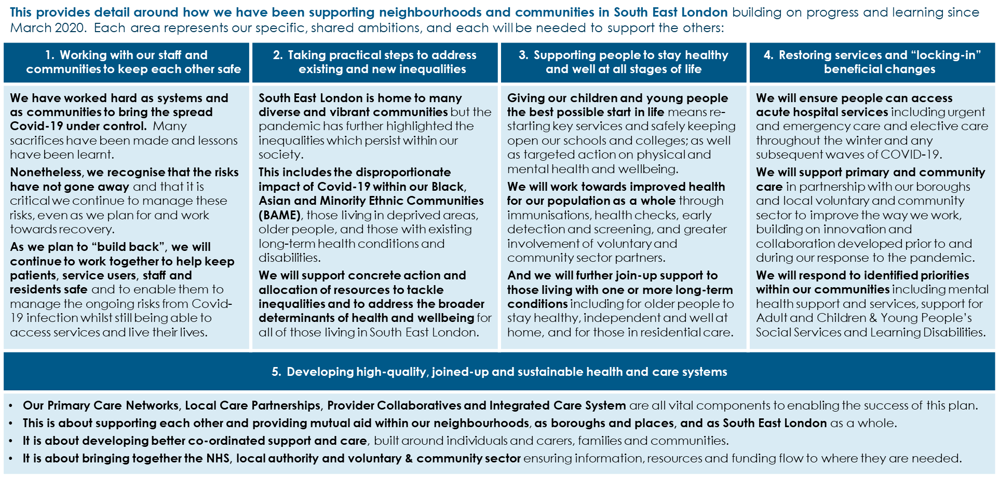 This provides detail around how we have been supporting neighbourhoods and communities in South East London building on progress and learning since
March 2020. Each area represents our specific, shared ambitions, and each will be needed to support the others:
1. Working with our staff and
communities to keep each other safe
We have worked hard as systems and
as communities to bring the spread
Covid-19 under control. Many
sacrifices have been made and lessons
have been learnt.
Nonetheless, we recognise that the risks
have not gone away and that it is
critical we continue to manage these
risks, even as we plan for and work
towards recovery.
As we plan to “build back”, we will
continue to work together to help keep
patients, service users, staff and
residents safe and to enable them to
manage the ongoing risks from Covid-
19 infection whilst still being able to
access services and live their lives.
2. Taking practical steps to address
existing and new inequalities
South East London is home to many
diverse and vibrant communities but the
pandemic has further highlighted the
inequalities which persist within our
society.
This includes the disproportionate
impact of Covid-19 within our Black,
Asian and Minority Ethnic Communities
(BAME), those living in deprived areas,
older people, and those with existing
long-term health conditions and
disabilities.
We will support concrete action and
allocation of resources to tackle
inequalities and to address the broader
determinants of health and wellbeing for
all of those living in South East London.
3. Supporting people to stay healthy
and well at all stages of life
Giving our children and young people
the best possible start in life means re-
starting key services and safely keeping
open our schools and colleges; as well
as targeted action on physical and
mental health and wellbeing.
We will work towards improved health
for our population as a whole through
immunisations, health checks, early
detection and screening, and greater
involvement of voluntary and
community sector partners.
And we will further join-up support to
those living with one or more long-term
conditions including for older people to
stay healthy, independent and well at
home, and for those in residential care.
4. Restoring services and “locking-in”
beneficial changes
We will ensure people can access
acute hospital services including urgent
and emergency care and elective care
throughout the winter and any
subsequent waves of COVID-19.
We will support primary and community
care in partnership with our boroughs
and local voluntary and community
sector to improve the way we work,
building on innovation and
collaboration developed prior to and
during our response to the pandemic.
We will respond to identified priorities
within our communities including mental
health support and services, support for
Adult and Children & Young People’s
Social Services and Learning Disabilities.
5. Developing high-quality, joined-up and sustainable health and care systems
• Our Primary Care Networks, Local Care Partnerships, Provider Collaboratives and Integrated Care System are all vital components to enabling the success of this plan.
• This is about supporting each other and providing mutual aid within our neighbourhoods, as boroughs and places, and as South East London as a whole.
• It is about developing better co-ordinated support and care, built around individuals and carers, families and communities.
• It is about bringing together the NHS, local authority and voluntary & community sector ensuring information, resources and funding flow to where they are needed.